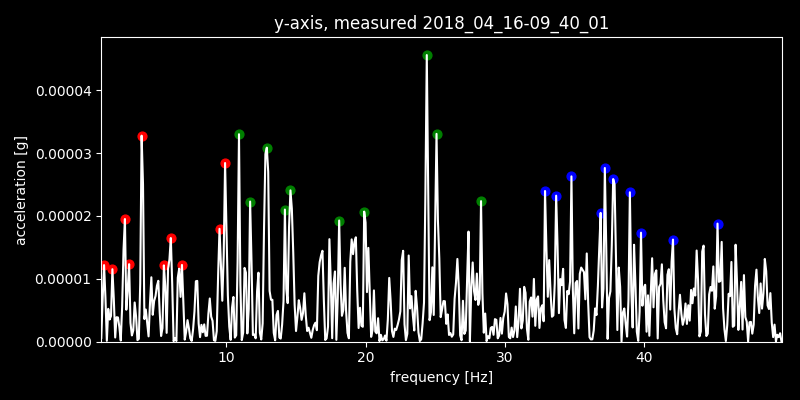 y-axis, measured 2018_04_16-09_40_01
acceleration [g]
0.00004
0.00003
0.00002
0.00001
0.00000
10 20 30 40
frequency [Hz]